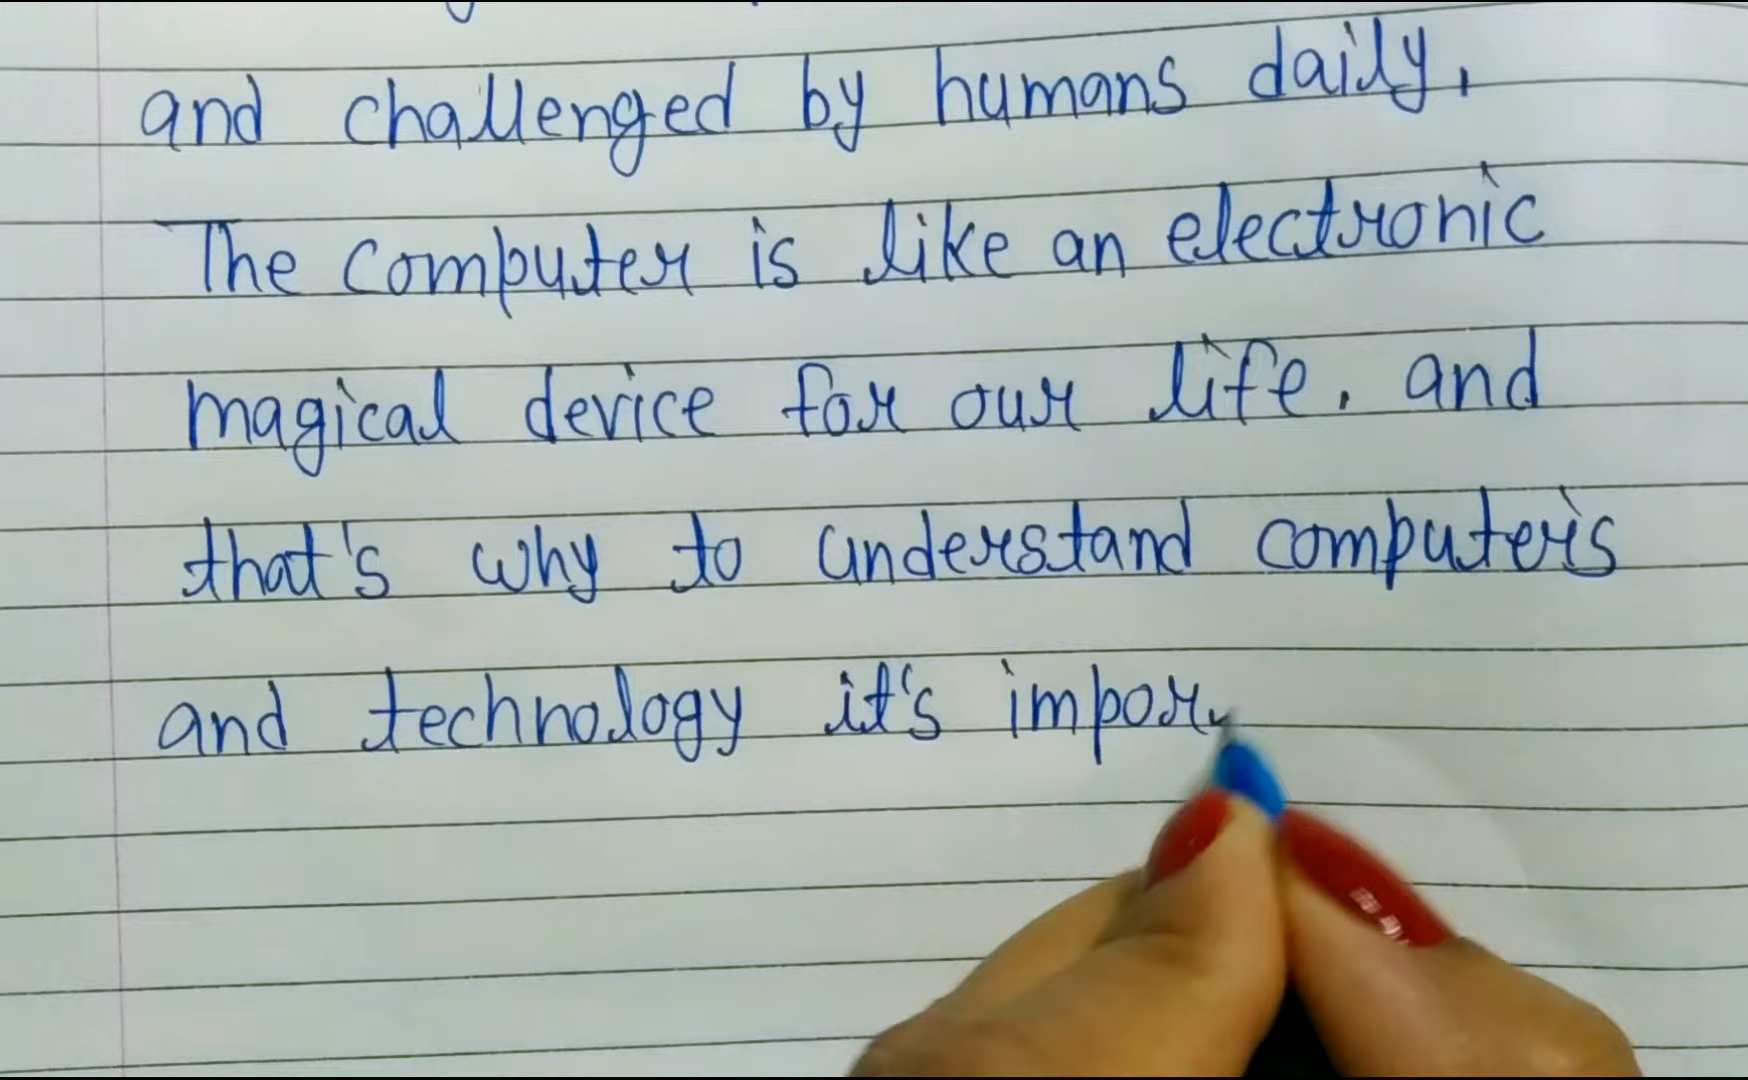 and challenged by humans daily,
The computer is like an electronic
magical device for our life. and
that's why to understand computer's
and technology it's impor